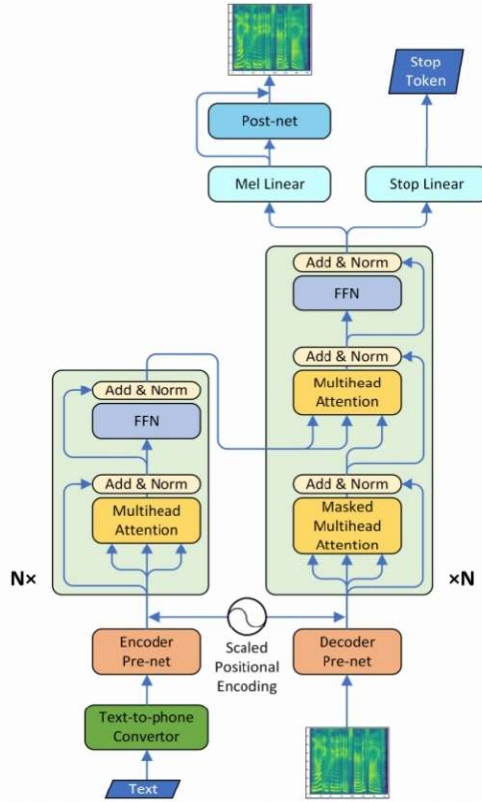 Stop
Token
Post-net
Mel Linear
Stop Linear
Add & Norm
FFN
Add & Norm
Multihead
Attention
Add & Norm
FFN
Add & Norm
Multihead
Attention
Add & Norm
Masked
Multihead
Attention
N×
×N
Encoder
Pre-net
Scaled
Positional
Encoding
Decoder
Pre-net
Text-to-phone
Convertor
Text